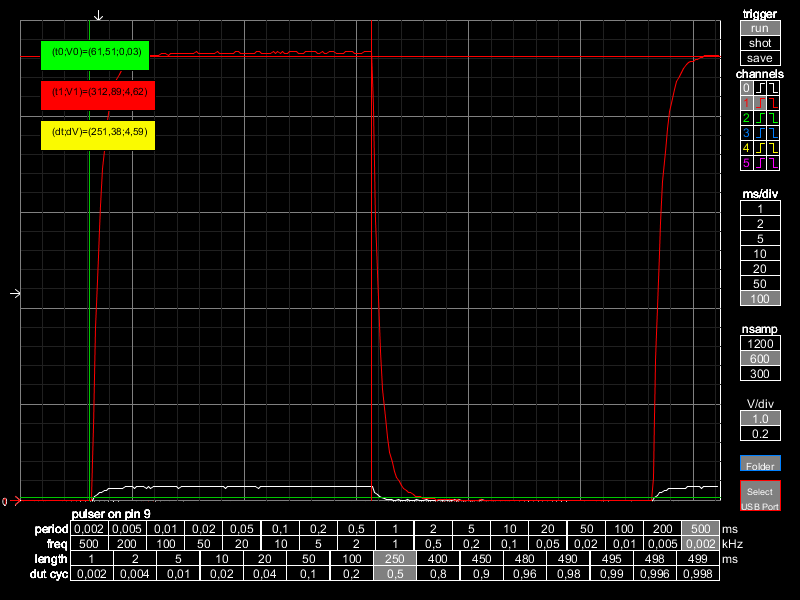 trigger
run
shot
save
channels
0
1
2
3
4
5
(t0;V0)=(61,51;0,03)
(t1;V1)=(312,89;4,62)
(dt;dV)=(251,38;4,59)
ms/div
1
2
5
10
20
50
100
nsamp
1200
600
300
V/div
1.0
0.2
Folder
Select
USB Port
0
pulser on pin 9
period 0,002 0,005 0,01 0,02 0,05 0,1 0,2 0,5 1 2 5 10 20 50 100 200 500 ms
freq 500 200 100 50 20 10 5 2 1 0,5 0,2 0,1 0,05 0,02 0,01 0,005 0,002 kHz
length 1 2 5 10 20 50 100 250 400 450 480 490 495 498 499 ms
dut cyc 0,002 0,004 0,01 0,02 0,04 0,1 0,2 0,5 0,8 0,9 0,96 0,98 0,99 0,996 0,998